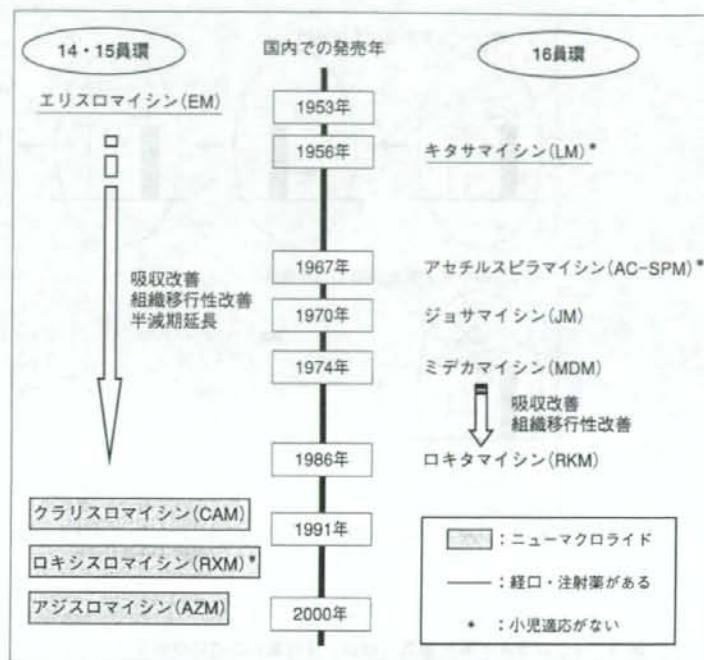 14・15員環
国内での発売年
16員環
エリスロマイシン(EM)
1953年
1956年
キタサマイシン(LM)*
1967年
アセチルスピラマイシン(AC-SPM)*
吸収改善
組織移行性改善
半減期延長
1970年
ジョサマイシン(JM)
1974年
ミデカマイシン(MDM)
吸収改善
組織移行性改善
1986年
ロキタマイシン(RKM)
クラリスロマイシン(CAM)
1991年
ロキシスロマイシン(RXM)*
アジスロマイシン(AZM)
2000年
：ニューマクロライド
：経口・注射薬がある
*：小児適応がない